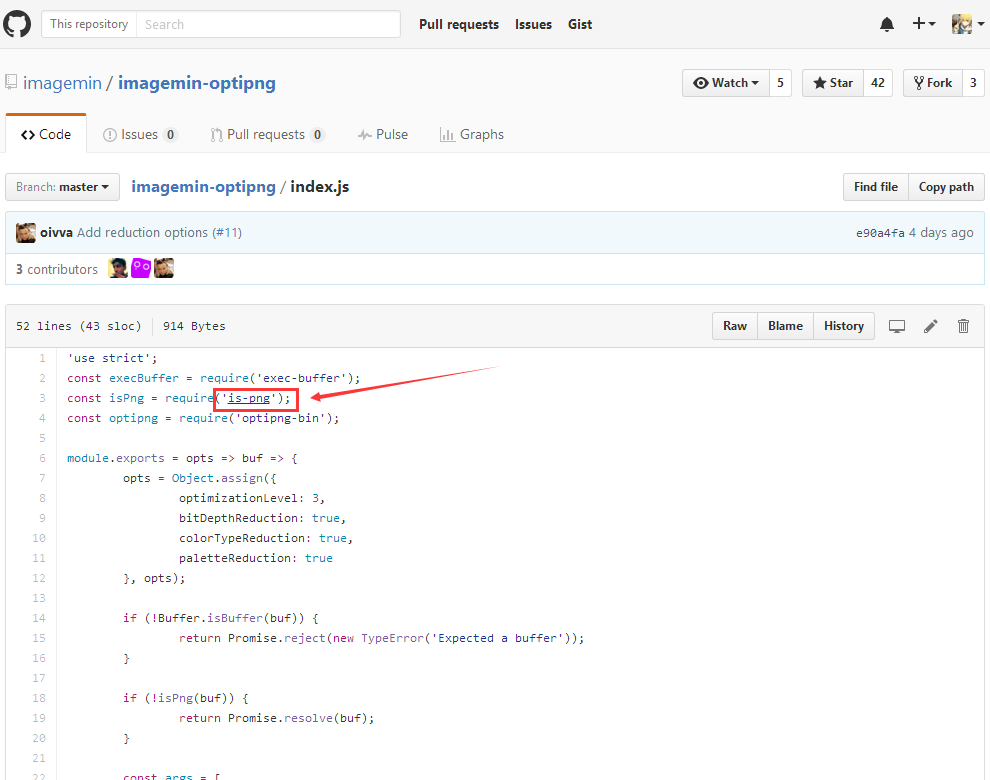 This repository Search Pull requests Issues Gist
imagemin / imagemin-optipng Watch 5 Star 42 Fork 3
Code Issues 0 Pull requests 0 Pulse Graphs
Branch: master imagemin-optipng / index.js Find file Copy path
oivva Add reduction options (#11) e90a4fa 4 days ago
3 contributors
52 lines (43 sloc) 914 Bytes Raw Blame History
1 'use strict';
2 const execBuffer = require('exec-buffer');
3 const isPng = require('is-png');
4 const optipng = require('optipng-bin');
5
6 module.exports = opts => buf => {
7 opts = Object.assign({
8 optimizationLevel: 3,
9 bitDepthReduction: true,
10 colorTypeReduction: true,
11 paletteReduction: true
12 }, opts);
13
14 if (!Buffer.isBuffer(buf)) {
15 return Promise.reject(new TypeError('Expected a buffer'));
16 }
17
18 if (!isPng(buf)) {
19 return Promise.resolve(buf);
20 }
21
22 const args = [